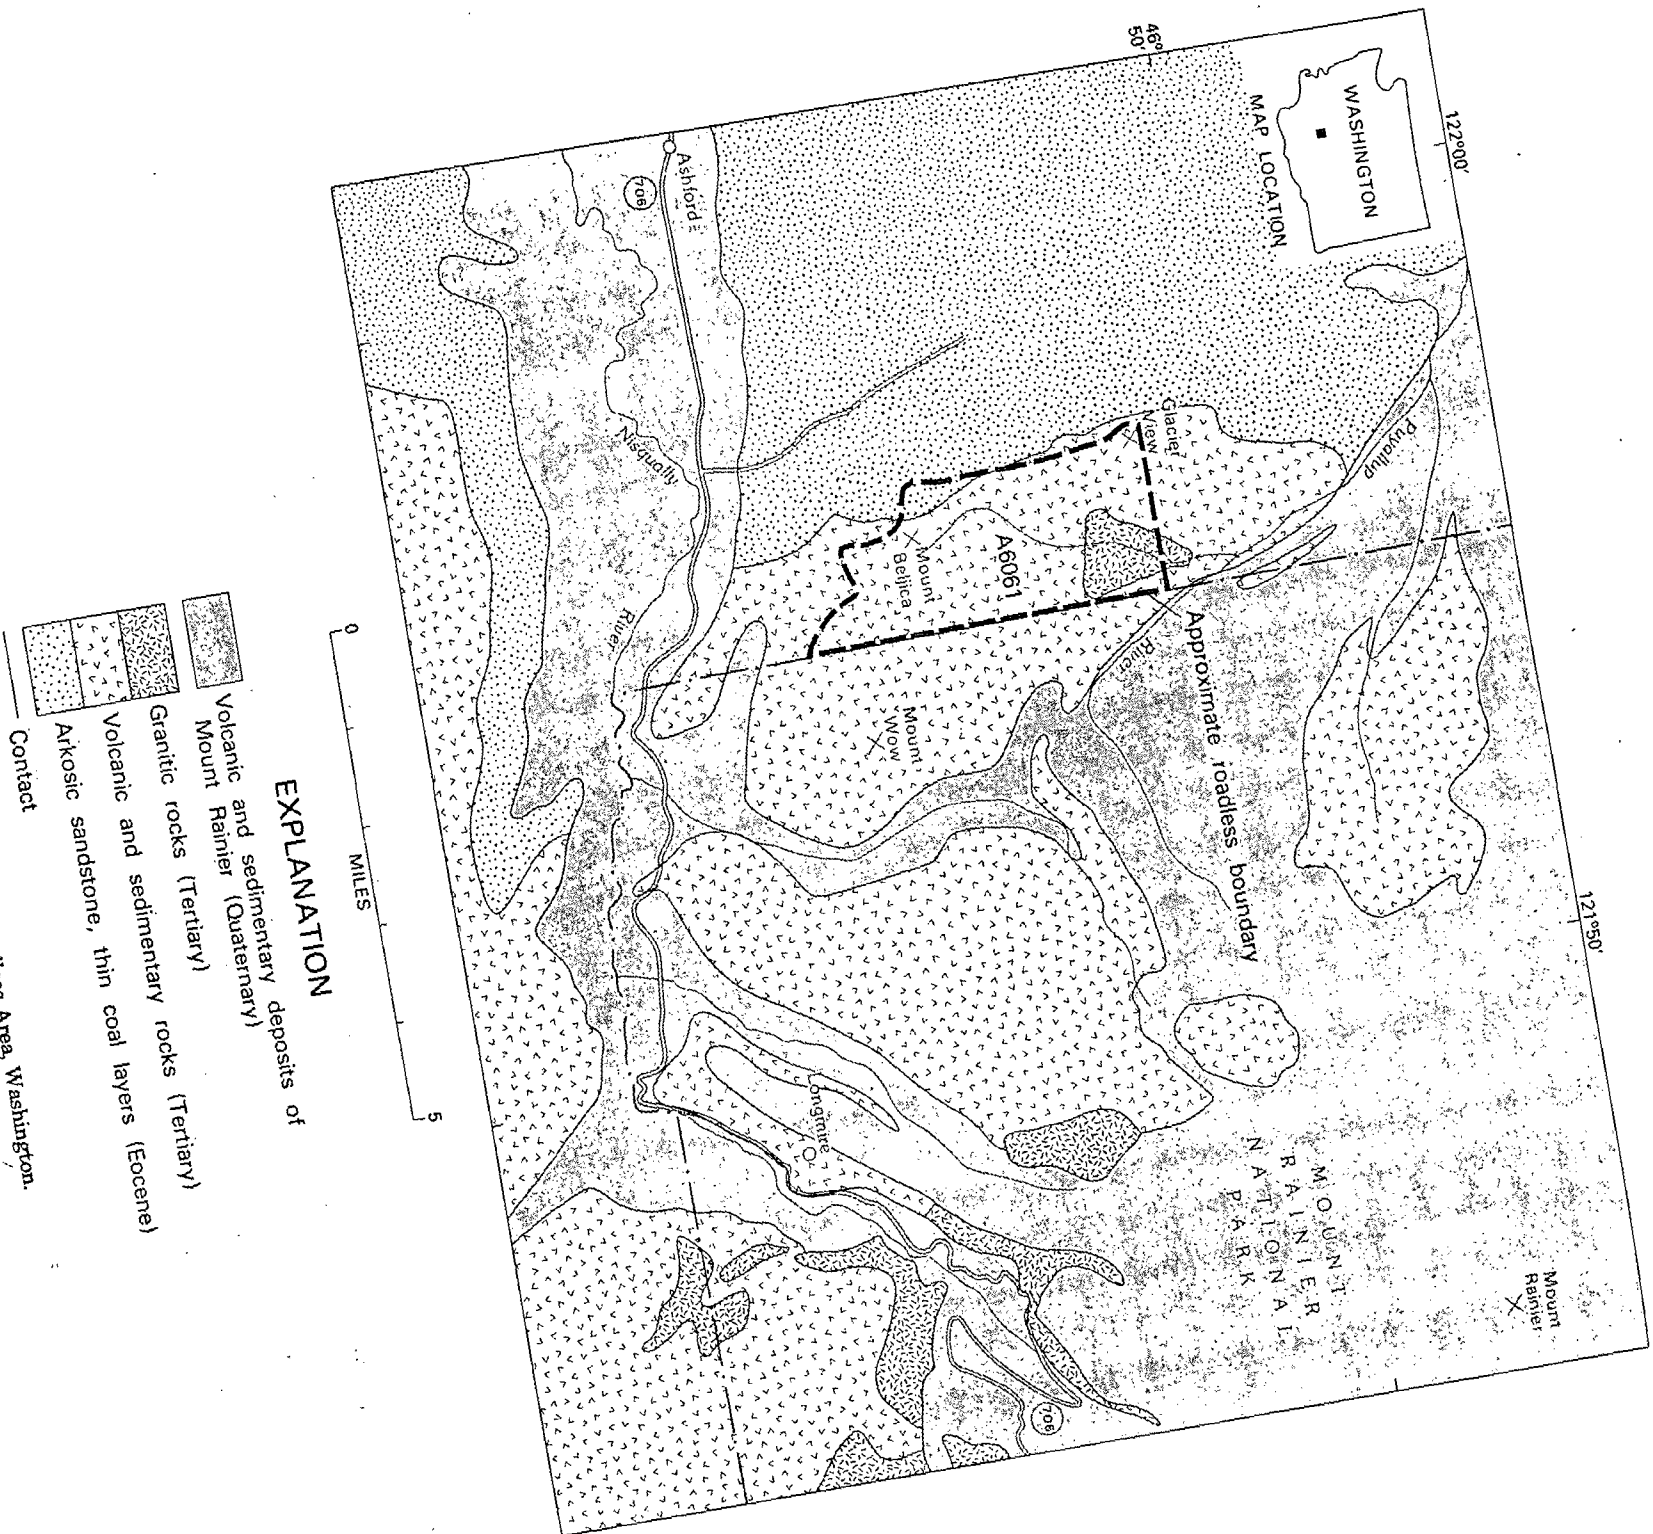 122°00'
121°50'
46°
50'
WASHINGTON
MAP LOCATION
Puyallup
River
Glacier
View
A6061
Mount
Beljica
Approximate roadless boundary
Mount
Wow
Ashford
706
Nisqually
River
Longmire
MOUNT
RAINIER
NATIONAL
PARK
Mount
Rainier
706
0
5
MILES
EXPLANATION
Volcanic and sedimentary deposits of
Mount Rainier (Quaternary)
Granitic rocks (Tertiary)
Volcanic and sedimentary rocks (Tertiary)
Arkosic sandstone, thin coal layers (Eocene)
Contact
Area, Washington.